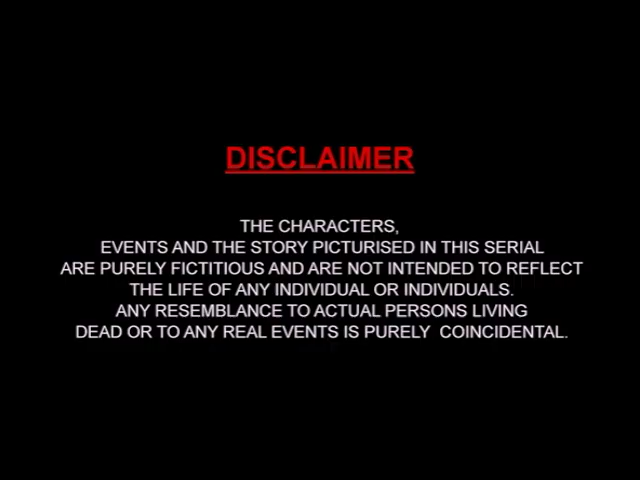 DISCLAIMER
THE CHARACTERS,
EVENTS AND THE STORY PICTURISED IN THIS SERIAL
ARE PURELY FICTITIOUS AND ARE NOT INTENDED TO REFLECT
THE LIFE OF ANY INDIVIDUAL OR INDIVIDUALS.
ANY RESEMBLANCE TO ACTUAL PERSONS LIVING
DEAD OR TO ANY REAL EVENTS IS PURELY  COINCIDENTAL.